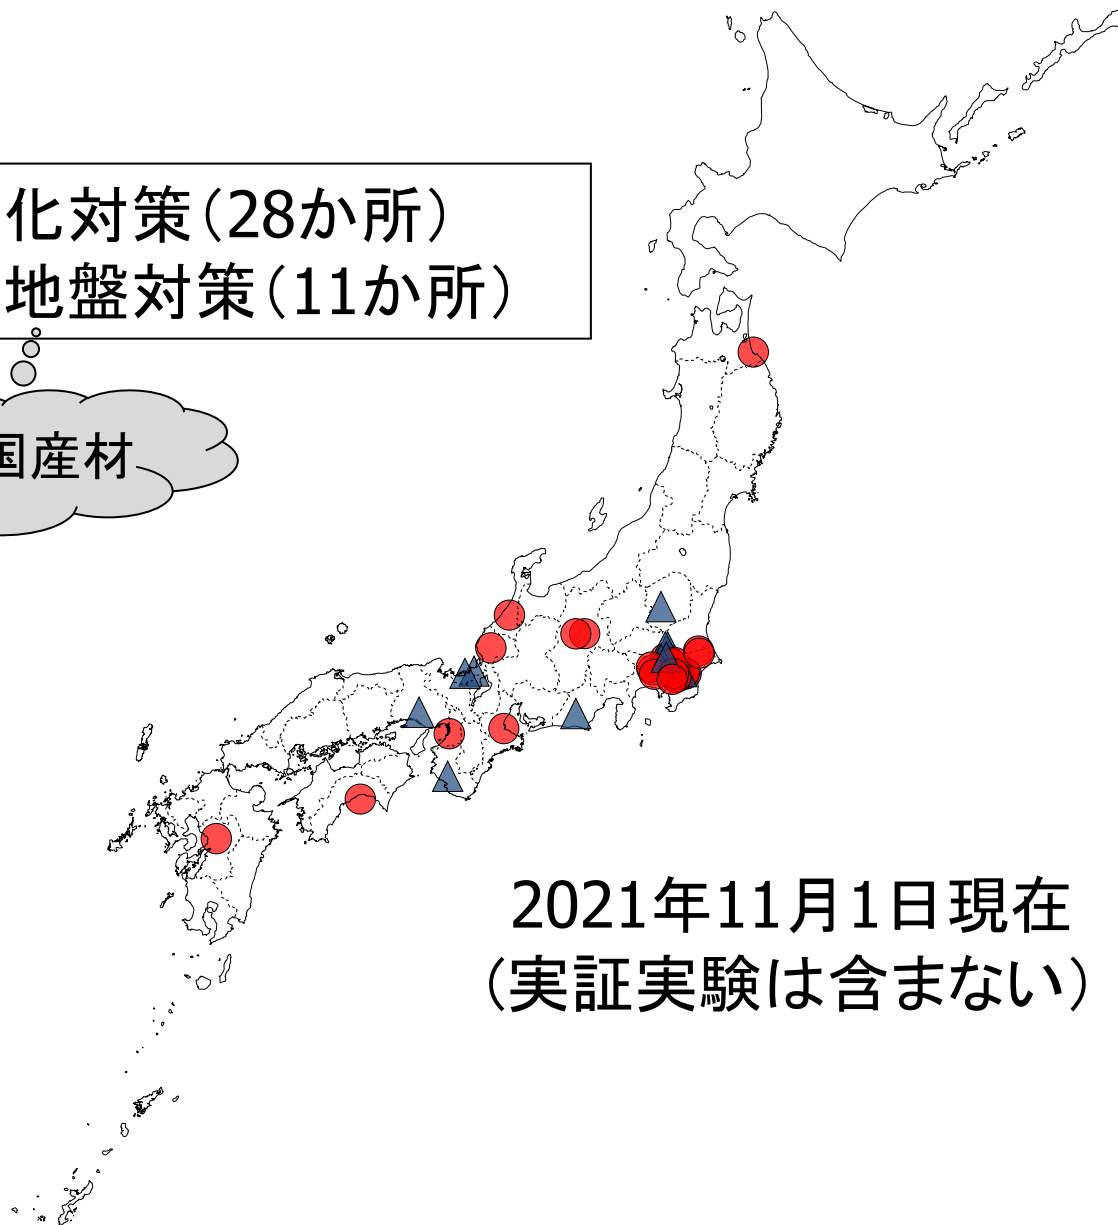 化対策（28か所）
地盤対策（11か所）
国産材
2021年11月1日現在
（実証実験は含まない）